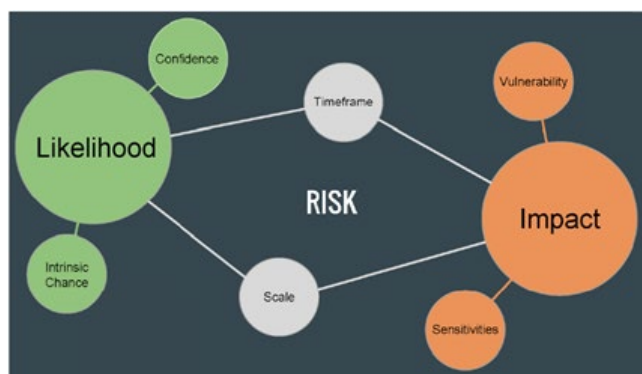 Confidence
Timeframe
Vulnerability
Likelihood
RISK
Impact
Intrinsic
Chance
Scale
Sensitivities